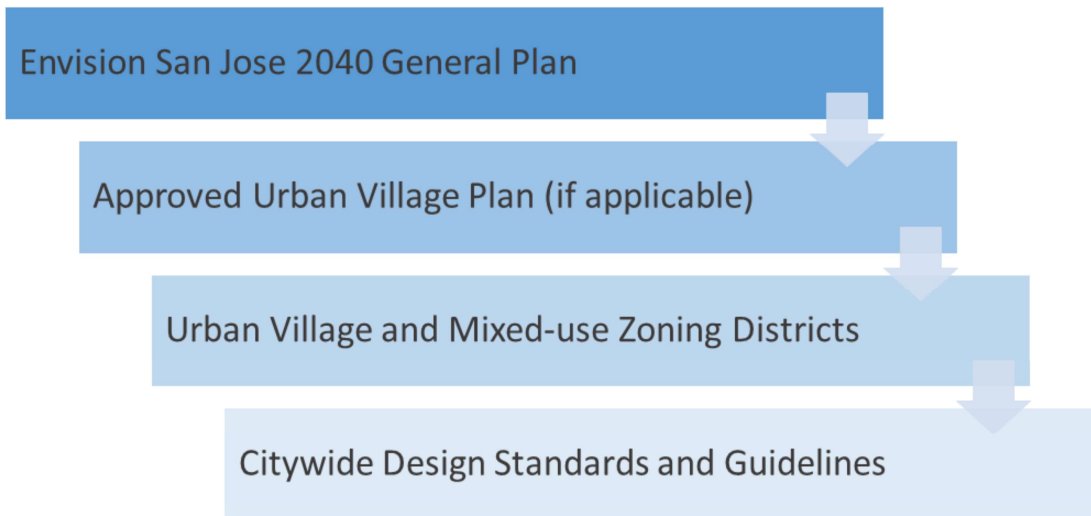 Envision San Jose 2040 General Plan
Approved Urban Village Plan (if applicable)
Urban Village and Mixed-use Zoning Districts
Citywide Design Standards and Guidelines